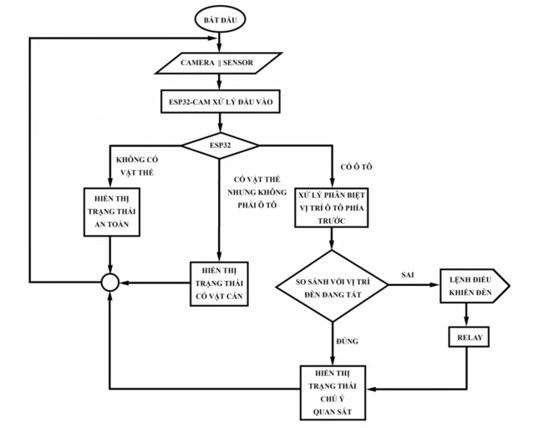 BẮT ĐẦU
CAMERA || SENSOR
ESP32-CAM XỬ LÝ ĐẦU VÀO
ESP32
KHÔNG CÓ
VẬT THỂ
CÓ VẬT THỂ
NHƯNG KHÔNG
PHẢI Ô TÔ
CÓ Ô TÔ
HIỂN THỊ
TRẠNG THÁI
AN TOÀN
XỬ LÝ PHÂN BIỆT
VỊ TRÍ Ô TÔ PHÍA
TRƯỚC
HIỂN THỊ
TRẠNG THÁI
CÓ VẬT CẢN
SO SÁNH VỚI VỊ TRÍ
ĐÈN ĐANG TẮT
SAI
LỆNH ĐIỀU
KHIỂN ĐÈN
RELAY
ĐÚNG
HIỂN THỊ
TRẠNG THÁI
CHÚ Ý
QUAN SÁT